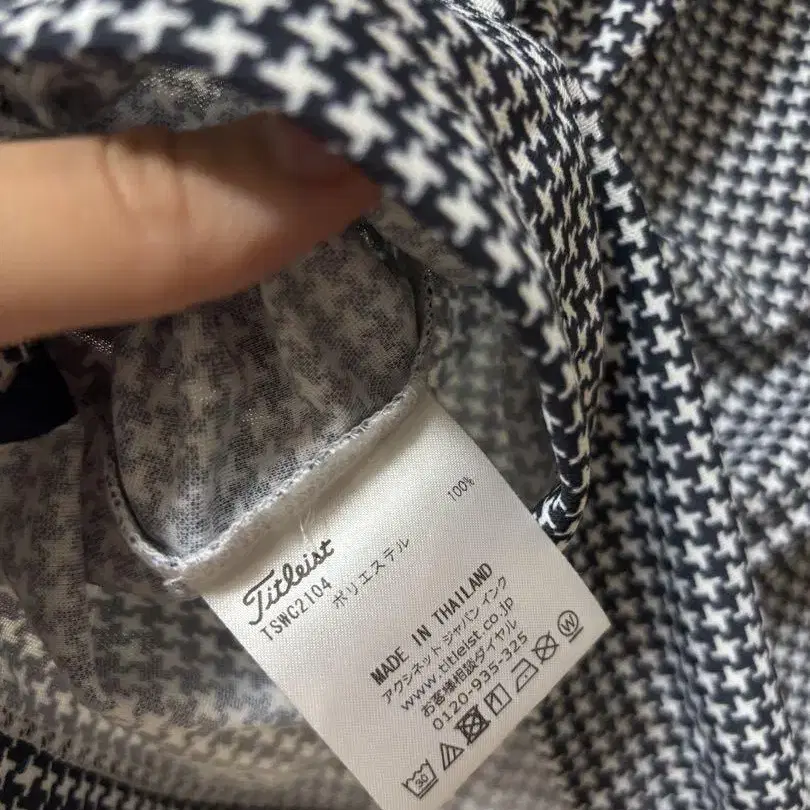 Titleist
TSWC2104
ポリエステル 100%
MADE IN THAILAND
アクシネット ジャパン インク
www.titleist.co.jp
お客様相談ダイヤル
0120-935-325
30 W